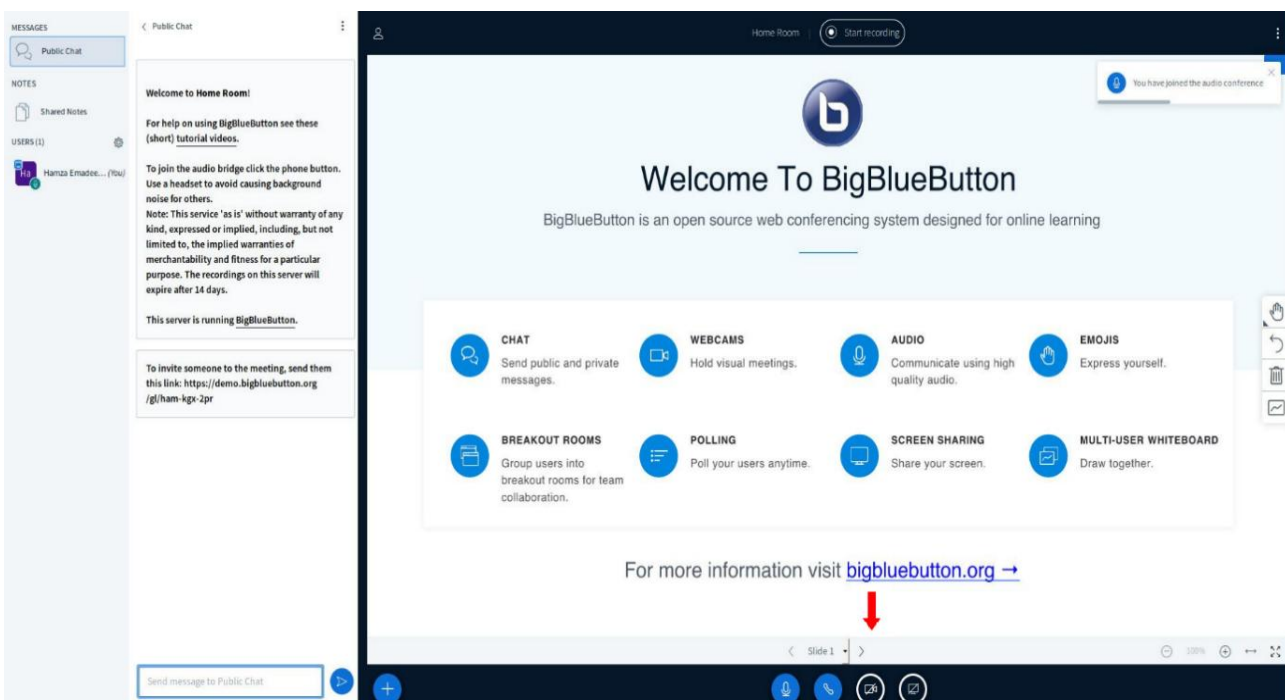 MESSAGES
Public Chat
NOTES
Shared Notes
USERS (1)
Ha
Hamza Emadee... (You)
Public Chat
Welcome to Home Room!
For help on using BigBlueButton see these
(short) tutorial videos.
To join the audio bridge click the phone button.
Use a headset to avoid causing background
noise for others.
Note: This service 'as is' without warranty of any
kind, expressed or implied, including, but not
limited to, the implied warranties of
merchantability and fitness for a particular
purpose. The recordings on this server will
expire after 14 days.
This server is running BigBlueButton.
To invite someone to the meeting, send them
this link: https://demo.bigbluebutton.org
/gl/ham-kgx-2pr
Send message to Public Chat
Home Room
Start recording
You have joined the audio conference
b
Welcome To BigBlueButton
BigBlueButton is an open source web conferencing system designed for online learning
CHAT
Send public and private
messages.
WEBCAMS
Hold visual meetings.
AUDIO
Communicate using high
quality audio.
EMOJIS
Express yourself.
BREAKOUT ROOMS
Group users into
breakout rooms for team
collaboration.
POLLING
Poll your users anytime.
SCREEN SHARING
Share your screen.
MULTI-USER WHITEBOARD
Draw together.
For more information visit bigbluebutton.org →
Slide 1
100%